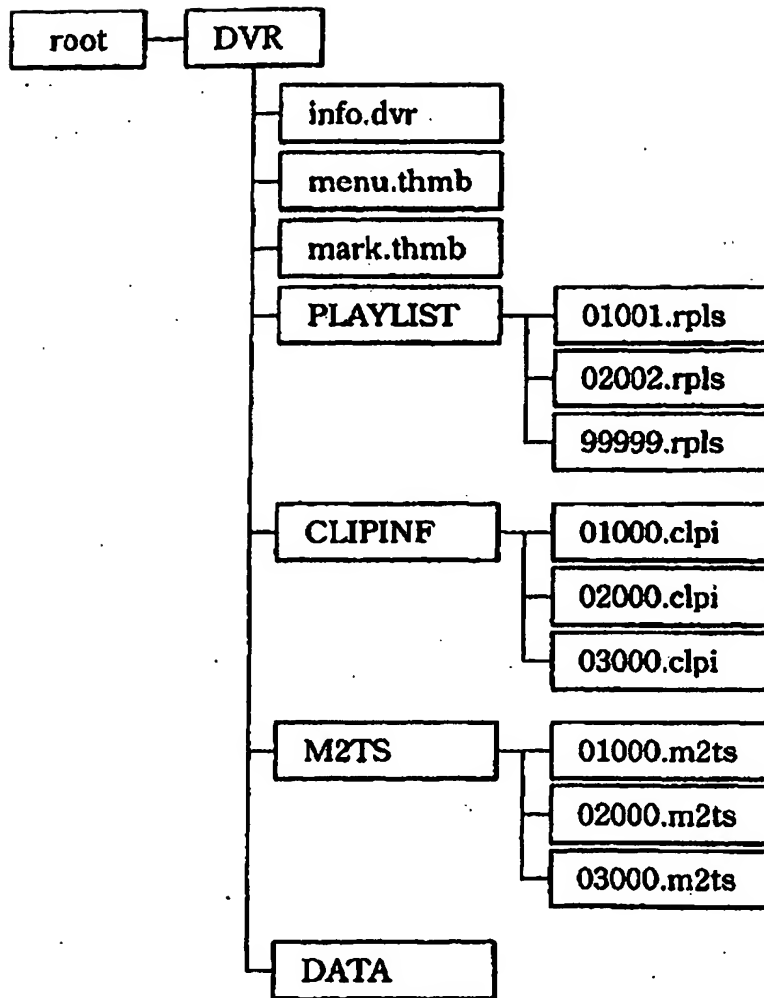 root
DVR
info.dvr
menu.thmb
mark.thmb
PLAYLIST
01001.rpls
02002.rpls
99999.rpls
CLIPINF
01000.clpi
02000.clpi
03000.clpi
M2TS
01000.m2ts
02000.m2ts
03000.m2ts
DATA